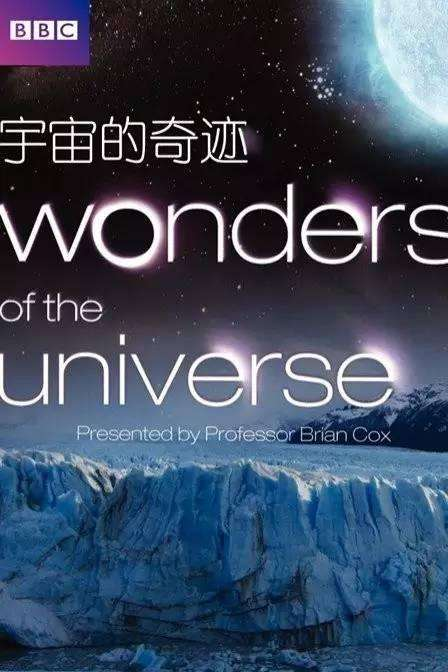 BBC
宇宙的奇迹
wonders
of the
universe
Presented by Professor Brian Cox